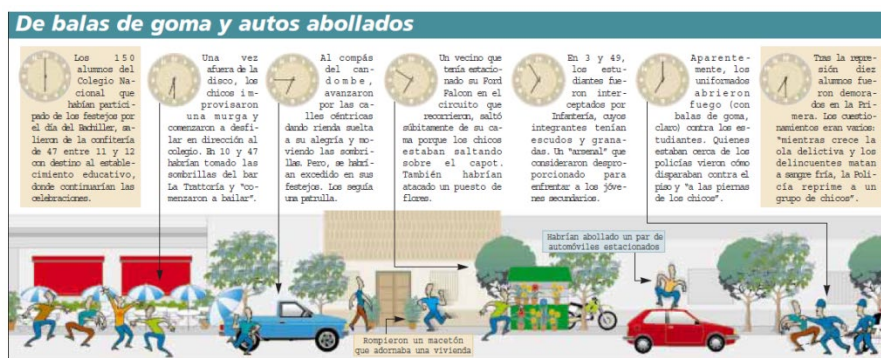 De balas de goma y autos abollados
Los 150
alumnos del
Colegio Na-
cional que
habían partici-
pado de los festejos por
el día del Bachiller, sa-
lieron de la confitería
de 47 entre 11 y 12
con destino al estable-
cimiento educativo,
donde continuarían las
celebraciones.
Una vez
afuera de la
disco, los
chicos im-
provisaron
una murga y
comenzaron a desfi-
lar en dirección al
colegio. En 10 y 47
habrían tomado las
sombrillas del bar
La Trattoría y "co-
menzaron a bailar".
Al compás
del can-
dombe,
avanzaron
por las ca-
lles céntricas
dando rienda suelta
a su alegría y mo-
viendo las sombri-
llas. Pero, se habrí-
an excedido en sus
festejos. Los seguía
una patrulla.
Un vecino que
tenía estacio-
nado su Ford
Falcon en el
circuito que
recorrieron, saltó
súbitamente de su ca-
ma porque los chicos
estaban saltando
sobre el capot.
También habrían
atacado un puesto de
flores.
En 3 y 49,
los estu-
diantes fue-
ron inter-
ceptados por
Infantería, cuyos
integrantes tenían
escudos y grana-
das. Un "arsenal" que
consideraron despro-
porcionado para
enfrentar a los jóve-
nes secundarios.
Aparente-
mente, los
uniformados
abrieron
fuego (con
balas de goma,
claro) contra los es-
tudiantes. Quienes
estaban cerca de los
policías vieron cómo
disparaban contra el
piso y "a las piernas
de los chicos".
Tras la repre-
sión diez
alumnos fue-
ron demora-
dos en la Pri-
mera. Los cuestio-
namientos eran varios:
"mientras crece la
ola delictiva y los
delincuentes matan
a sangre fría, la Poli-
cía reprime a un
grupo de chicos".
Habrían abollado un par de
automóviles estacionados
Rompieron un macetón
que adornaba una vivienda